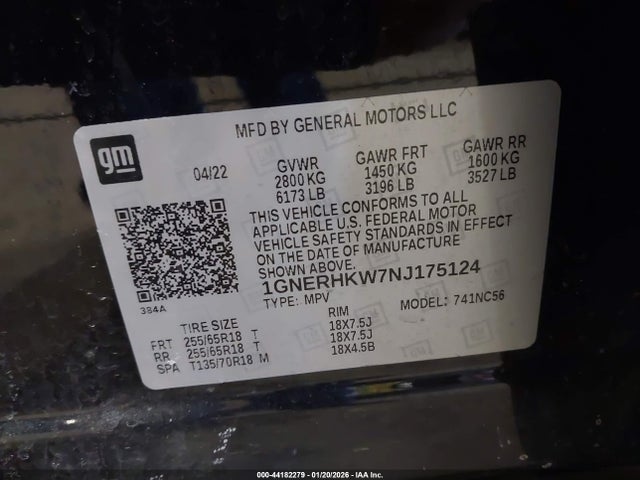 MFD BY GENERAL MOTORS LLC
gm
04/22
GVWR GAWR FRT GAWR RR
2800 KG 1450 KG 1600 KG
6173 LB 3196 LB 3527 LB
THIS VEHICLE CONFORMS TO ALL
APPLICABLE U.S. FEDERAL MOTOR
VEHICLE SAFETY STANDARDS IN EFFECT
ON THE DATE OF MANUFACTURE
SHOWN ABOVE.
1GNERHKW7NJ175124
384A
TYPE: MPV MODEL: 741NC56
TIRE SIZE RIM
FRT 255/65R18 T 18X7.5J
RR 255/65R18 T 18X7.5J
SPA T135/70R18 M 18X4.5B
000-44182279 - 01/20/2026 - IAA Inc.